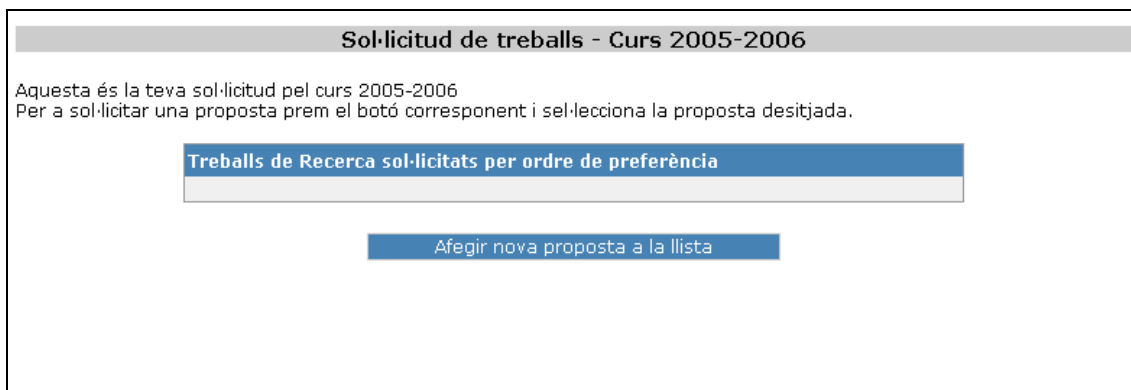 Sol·licitud de treballs - Curs 2005-2006
Aquesta és la teva sol·licitud pel curs 2005-2006
Per a sol·licitar una proposta prem el botó corresponent i sel·lecciona la proposta desitjada.
Treballs de Recerca sol·licitats per ordre de preferència
Afegir nova proposta a la llista